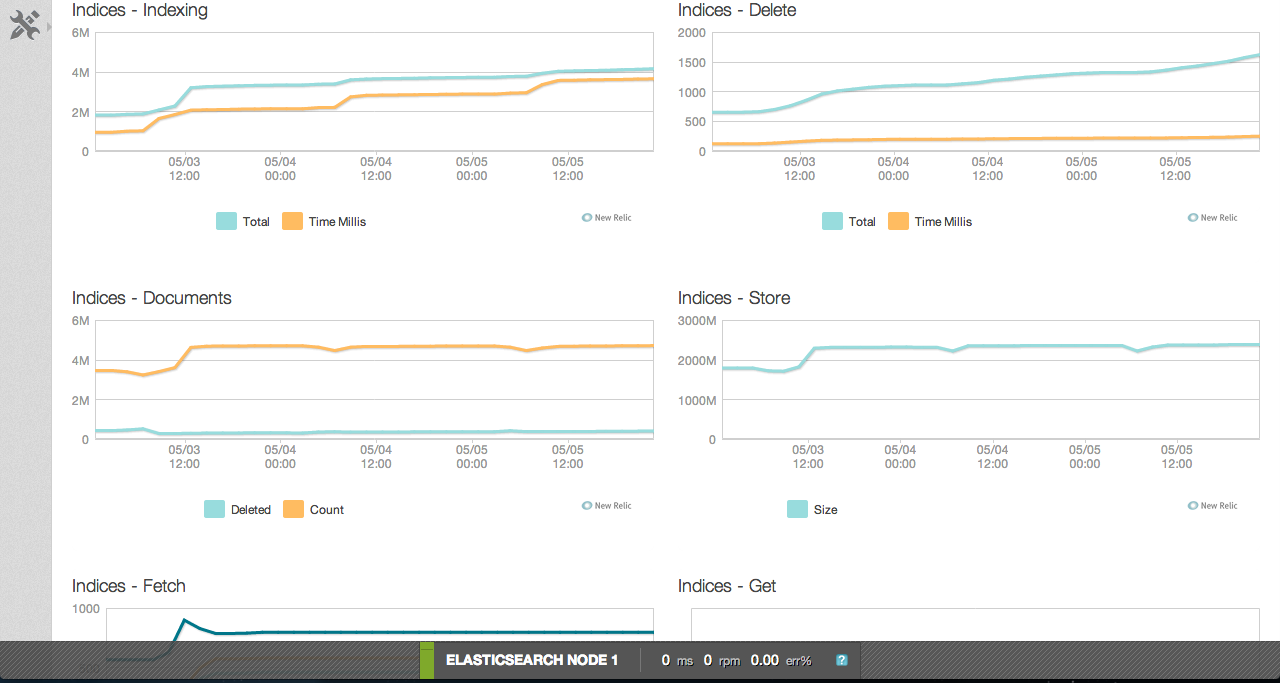 Indices - Indexing
6M
4M
2M
0
05/03 05/04 05/04 05/05 05/05
12:00 00:00 12:00 00:00 12:00
Total Time Millis
New Relic
Indices - Delete
2000
1500
1000
500
0
05/03 05/04 05/04 05/05 05/05
12:00 00:00 12:00 00:00 12:00
Total Time Millis
New Relic
Indices - Documents
6M
4M
2M
0
05/03 05/04 05/04 05/05 05/05
12:00 00:00 12:00 00:00 12:00
Deleted Count
New Relic
Indices - Store
3000M
2000M
1000M
0
05/03 05/04 05/04 05/05 05/05
12:00 00:00 12:00 00:00 12:00
Size
New Relic
Indices - Fetch
1000
Indices - Get
ELASTICSEARCH NODE 1 0 ms 0 rpm 0.00 err% ?